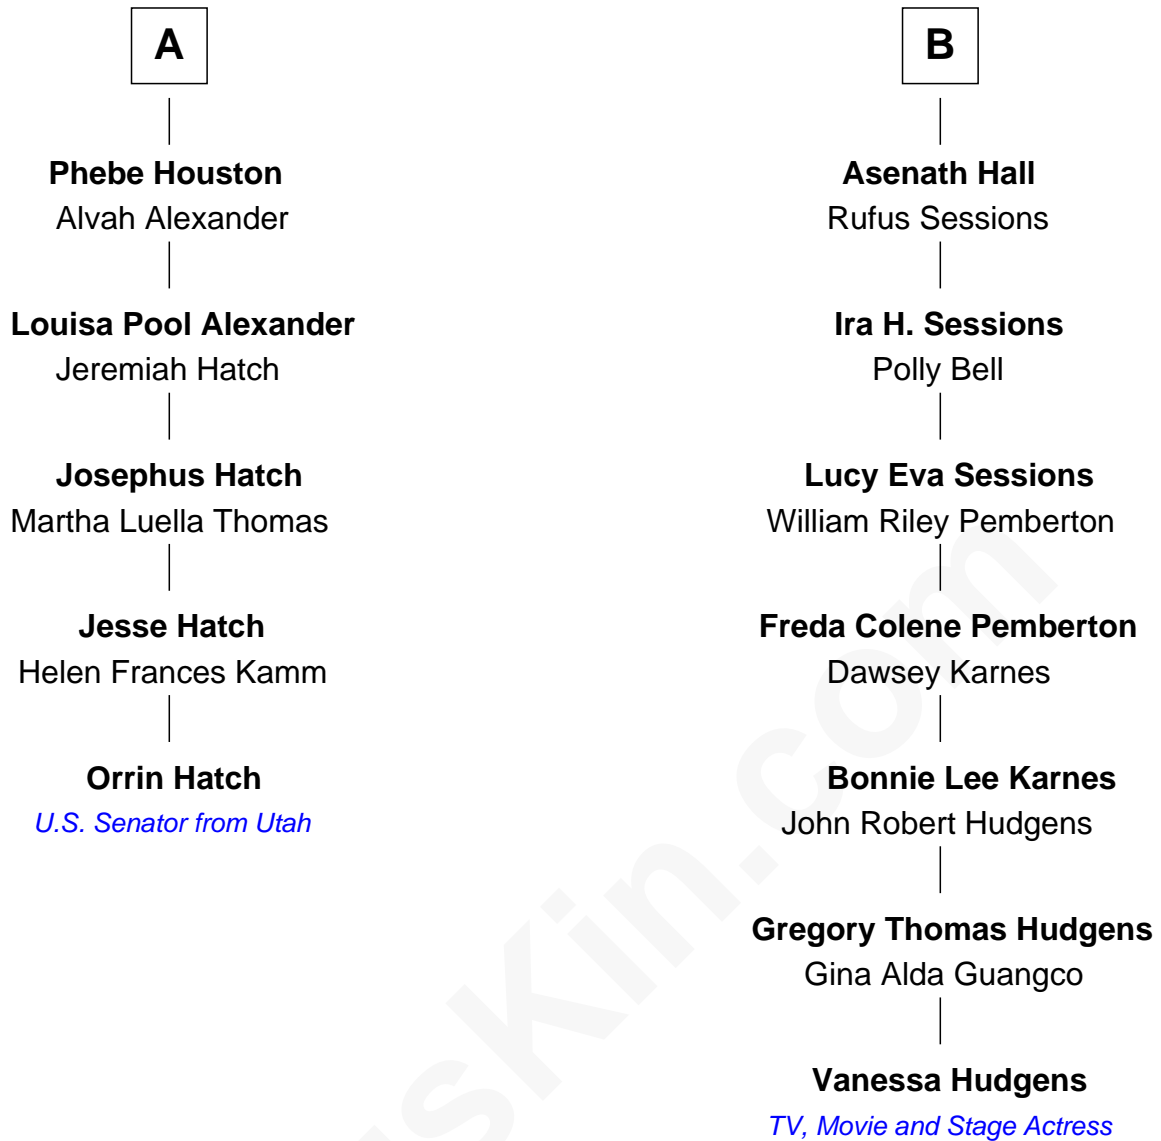 A
Phebe Houston
Alvah Alexander
Louisa Pool Alexander
Jeremiah Hatch
Josephus Hatch
Martha Luella Thomas
Jesse Hatch
Helen Frances Kamm
Orrin Hatch
U.S. Senator from Utah
B
Asenath Hall
Rufus Sessions
Ira H. Sessions
Polly Bell
Lucy Eva Sessions
William Riley Pemberton
Freda Colene Pemberton
Dawsey Karnes
Bonnie Lee Karnes
John Robert Hudgens
Gregory Thomas Hudgens
Gina Alda Guangco
Vanessa Hudgens
TV, Movie and Stage Actress